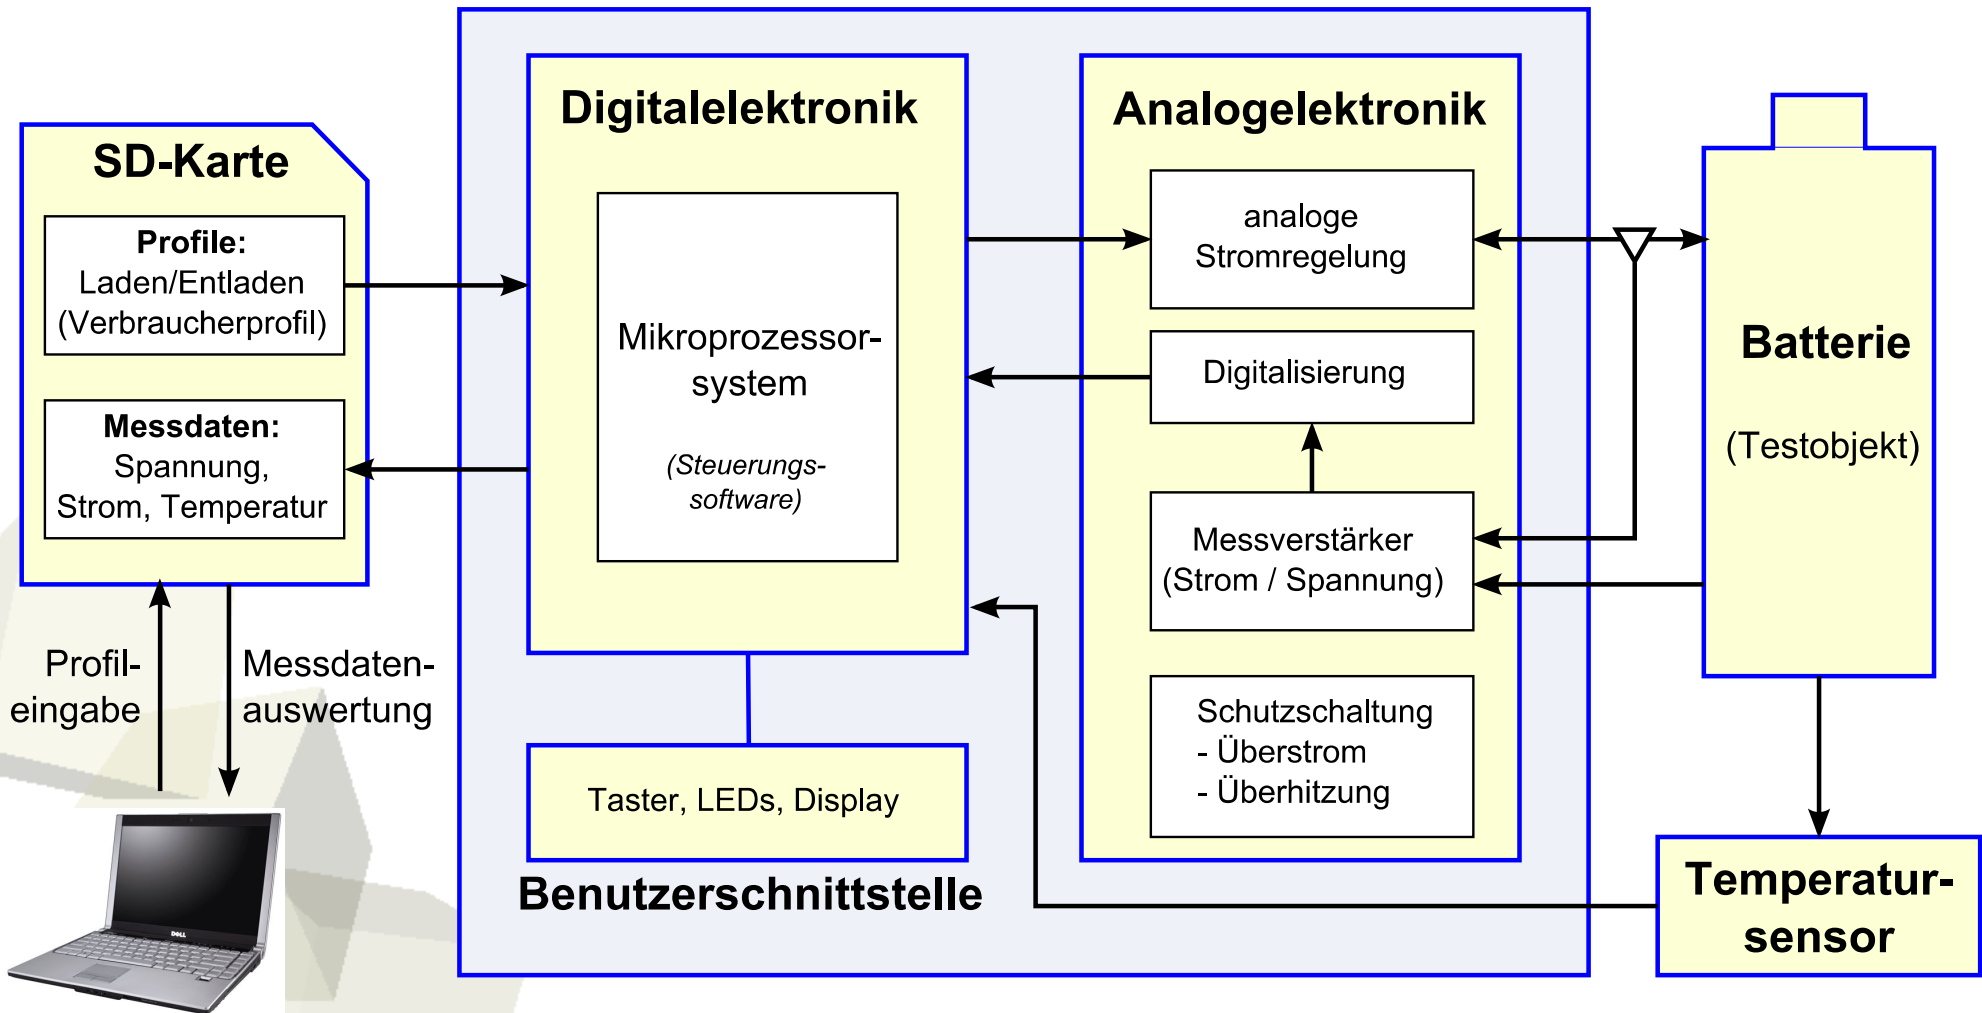 SD-Karte
Profile:
Laden/Entladen
(Verbraucherprofil)
Messdaten:
Spannung,
Strom, Temperatur
Profil-
eingabe
Messdaten-
auswertung
DELL
Digitalelektronik
Mikroprozessor-
system
(Steuerungs-
software)
Taster, LEDs, Display
Benutzerschnittstelle
Analogelektronik
analoge
Stromregelung
Digitalisierung
Messverstärker
(Strom / Spannung)
Schutzschaltung
- Überstrom
- Überhitzung
Batterie
(Testobjekt)
Temperatur-
sensor